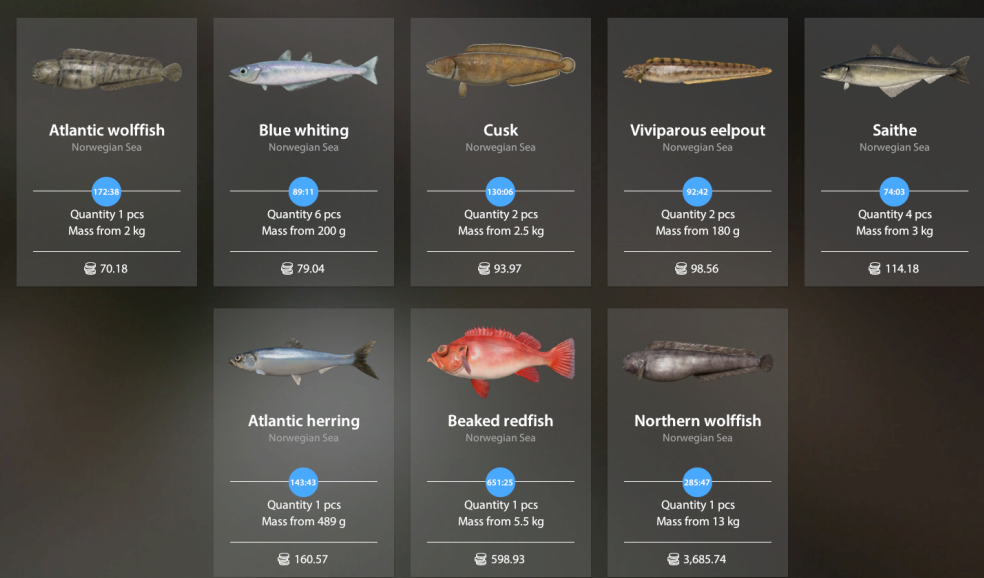 Atlantic wolffish
Norwegian Sea
172:38
Quantity 1 pcs
Mass from 2 kg
70.18
Blue whiting
Norwegian Sea
89:11
Quantity 6 pcs
Mass from 200 g
79.04
Cusk
Norwegian Sea
130:06
Quantity 2 pcs
Mass from 2.5 kg
93.97
Viviparous eelpout
Norwegian Sea
92:42
Quantity 2 pcs
Mass from 180 g
98.56
Saithe
Norwegian Sea
74:03
Quantity 4 pcs
Mass from 3 kg
114.18
Atlantic herring
Norwegian Sea
143:43
Quantity 1 pcs
Mass from 489 g
160.57
Beaked redfish
Norwegian Sea
651:25
Quantity 1 pcs
Mass from 5.5 kg
598.93
Northern wolffish
Norwegian Sea
285:47
Quantity 1 pcs
Mass from 13 kg
3,685.74